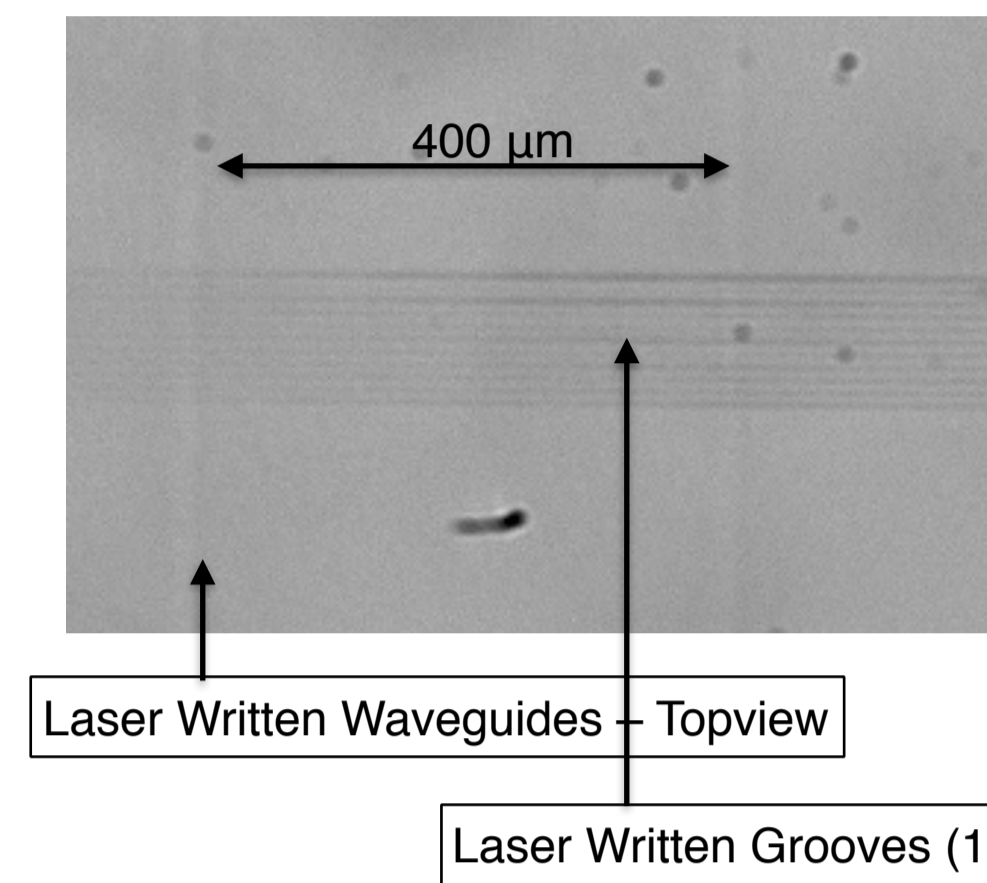 400 µm
Laser Written Waveguides – Topview
Laser Written Grooves (1